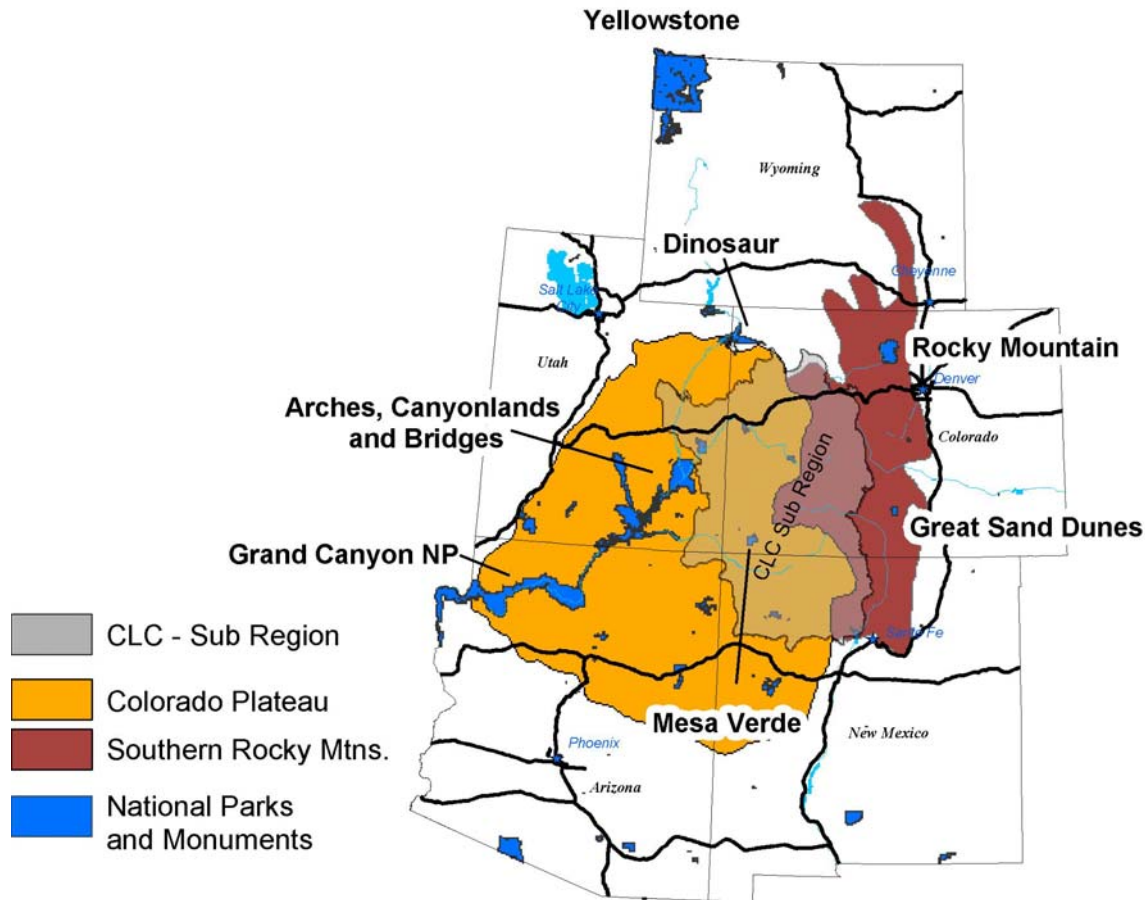 Yellowstone
Wyoming
Dinosaur
Cheyenne
Salt Lake
City
Utah
Rocky Mountain
Denver
Arches, Canyonlands
and Bridges
Colorado
CLC Sub Region
Great Sand Dunes
Grand Canyon NP
CLC - Sub Region
Santa Fe
Colorado Plateau
Mesa Verde
Southern Rocky Mtns.
New Mexico
Phoenix
Arizona
National Parks
and Monuments